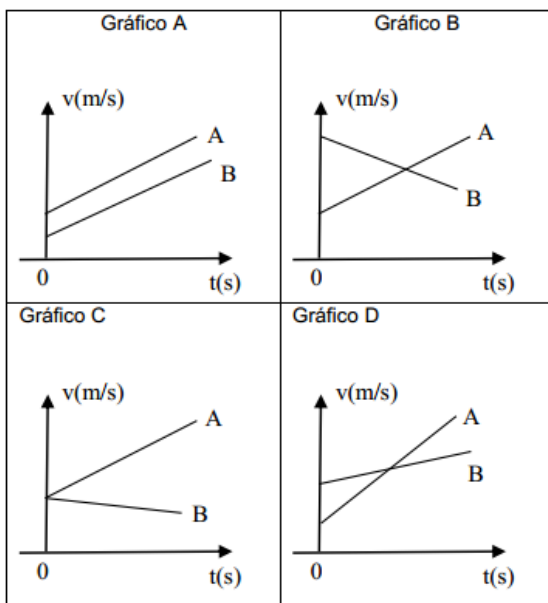 Gráfico A
v(m/s)
A
B
0
t(s)
Gráfico B
v(m/s)
A
B
0
t(s)
Gráfico C
v(m/s)
A
B
0
t(s)
Gráfico D
v(m/s)
A
B
0
t(s)